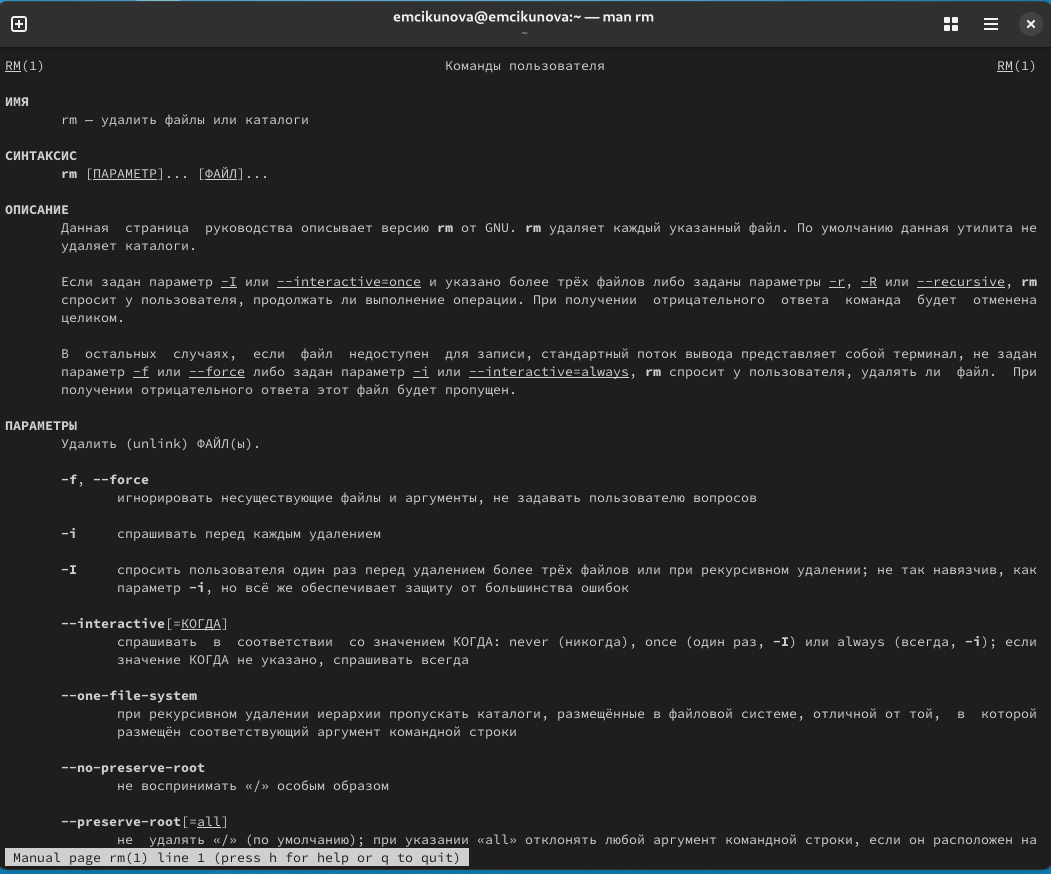 emcikunova@emcikunova:~ — man rm
~
RM(1) Команды пользователя RM(1)
ИМЯ
rm — удалить файлы или каталоги
СИНТАКСИС
rm [ПАРАМЕТР]... [ФАЙЛ]...
ОПИСАНИЕ
Данная страница руководства описывает версию rm от GNU. rm удаляет каждый указанный файл. По умолчанию данная утилита не
удаляет каталоги.
Если задан параметр -I или --interactive=once и указано более трёх файлов либо заданы параметры -r, -R или --recursive, rm
спросит у пользователя, продолжать ли выполнение операции. При получении отрицательного ответа команда будет отменена
целиком.
В остальных случаях, если файл недоступен для записи, стандартный поток вывода представляет собой терминал, не задан
параметр -f или --force либо задан параметр -i или --interactive=always, rm спросит у пользователя, удалять ли файл. При
получении отрицательного ответа этот файл будет пропущен.
ПАРАМЕТРЫ
Удалить (unlink) ФАЙЛ(ы).
-f, --force
игнорировать несуществующие файлы и аргументы, не задавать пользователю вопросов
-i спрашивать перед каждым удалением
-I спросить пользователя один раз перед удалением более трёх файлов или при рекурсивном удалении; не так навязчив, как
параметр -i, но всё же обеспечивает защиту от большинства ошибок
--interactive[=КОГДА]
спрашивать в соответствии со значением КОГДА: never (никогда), once (один раз, -I) или always (всегда, -i); если
значение КОГДА не указано, спрашивать всегда
--one-file-system
при рекурсивном удалении иерархии пропускать каталоги, размещённые в файловой системе, отличной от той, в которой
размещён соответствующий аргумент командной строки
--no-preserve-root
не воспринимать «/» особым образом
--preserve-root[=all]
не удалять «/» (по умолчанию); при указании «all» отклонять любой аргумент командной строки, если он расположен на
Manual page rm(1) line 1 (press h for help or q to quit)